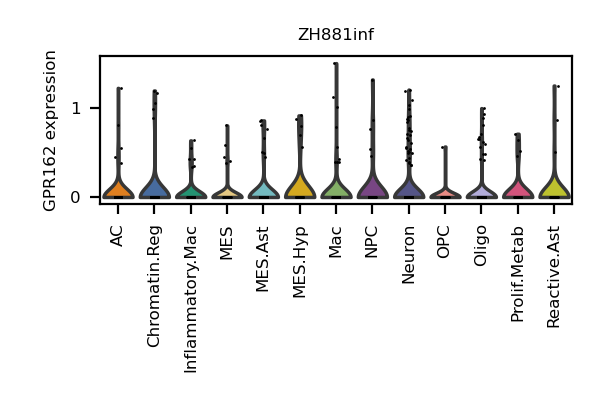 ZH881inf
GPR162 expression
1
0
AC
Chromatin.Reg
Inflammatory.Mac
MES
MES.Ast
MES.Hyp
Mac
NPC
Neuron
OPC
Oligo
Prolif.Metab
Reactive.Ast